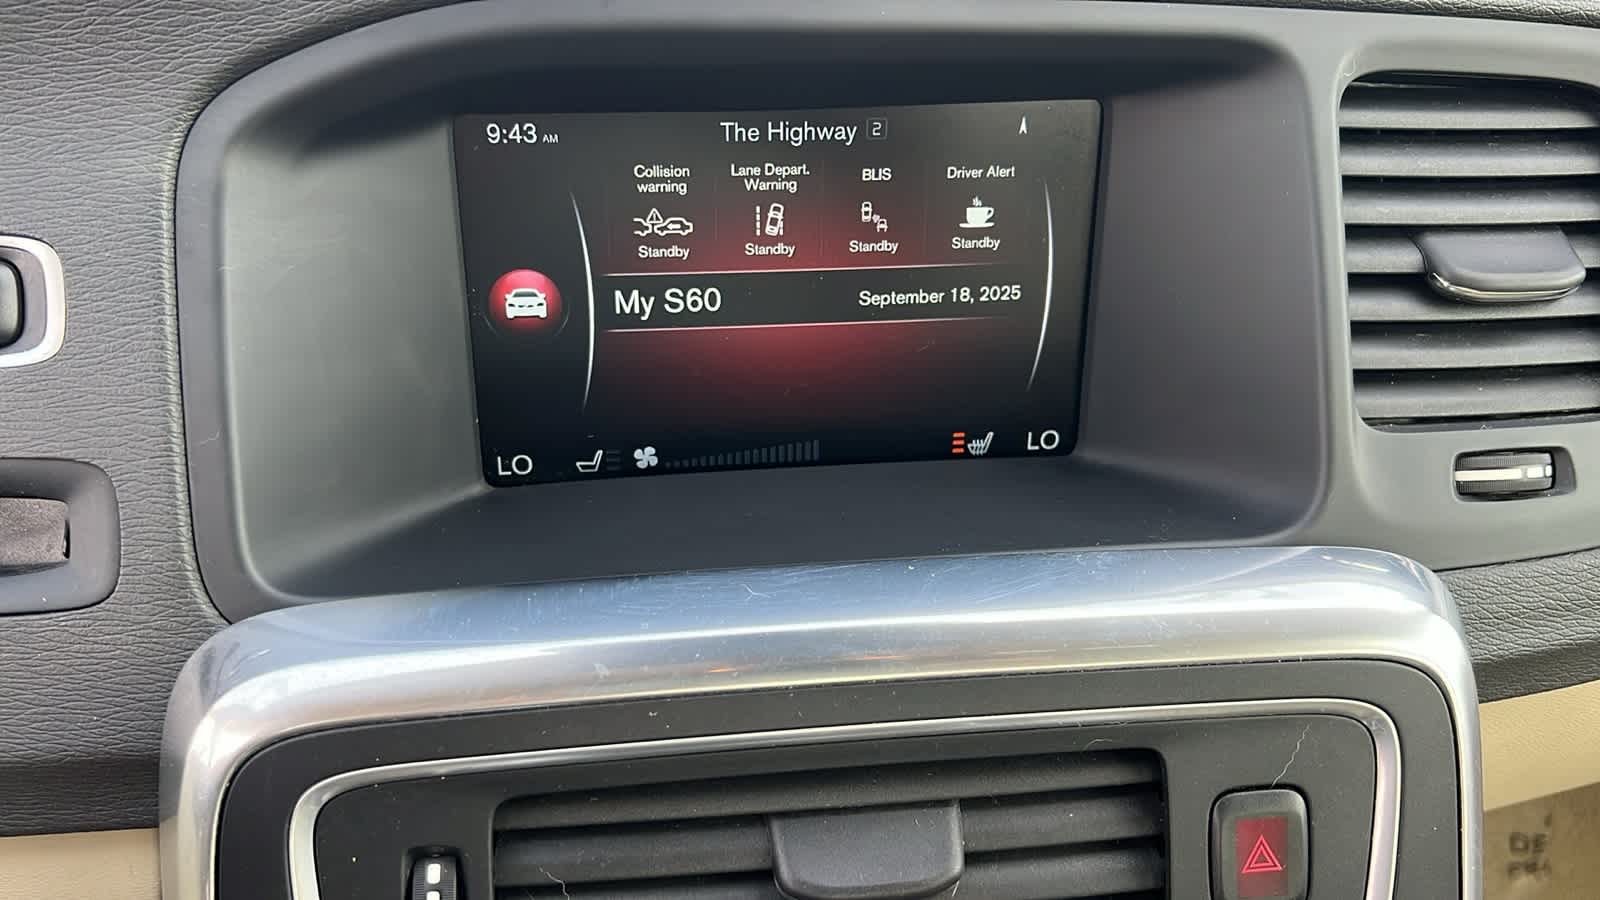 9:43 AM
The Highway 2
Collision warning
Lane Depart. Warning
BLIS
Driver Alert
Standby
Standby
Standby
Standby
My S60
September 18, 2025
LO
LO